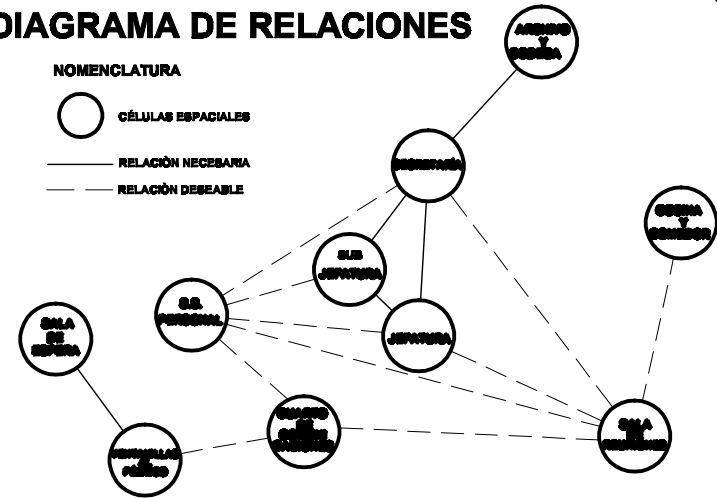 DIAGRAMA DE RELACIONES
NOMENCLATURA
CÉLULAS ESPACIALES
RELACIÒN NECESARIA
RELACIÒN DESEABLE
ARCHIVO
Y
SECRETARÍA
COCINA
Y
COMEDOR
SUB
JEFATURA
S.S.
PERSONAL
JEFATURA
SALA
DE
ESPERA
CUARTO
DE
SALA
DE
REUNIONES
VENTANILLAS
AL
PÚBLICO